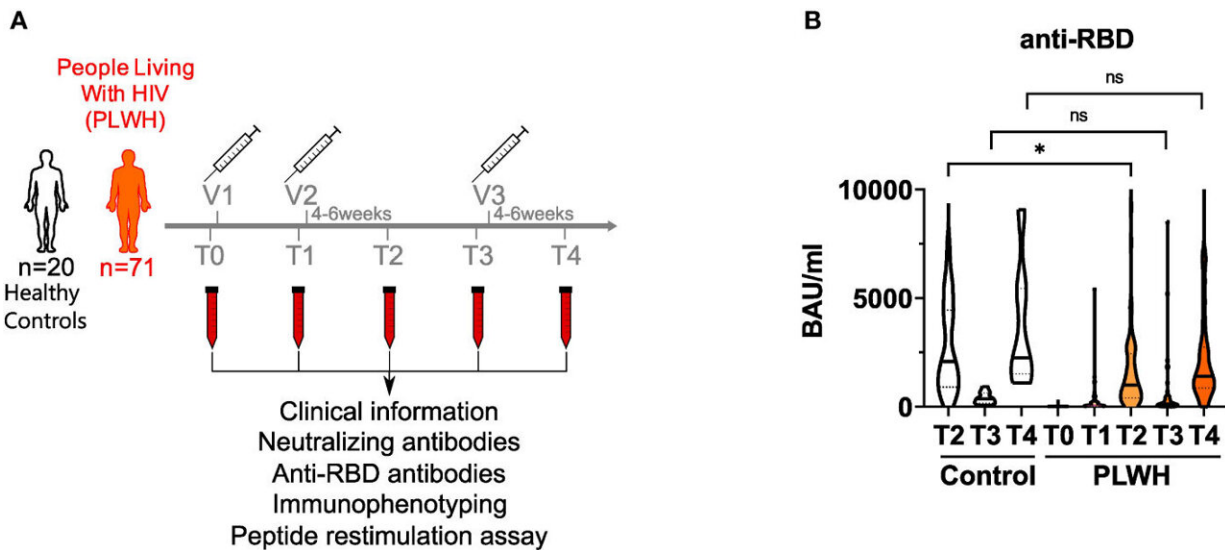 A
People Living
With HIV
(PLWH)
n=20
Healthy
Controls
n=71
V1
V2
V3
4-6weeks
4-6weeks
T0
T1
T2
T3
T4
Clinical information
Neutralizing antibodies
Anti-RBD antibodies
Immunophenotyping
Peptide restimulation assay
B
anti-RBD
ns
ns
*
BAU/ml
10000
5000
0
T2 T3 T4 T0 T1 T2 T3 T4
Control PLWH